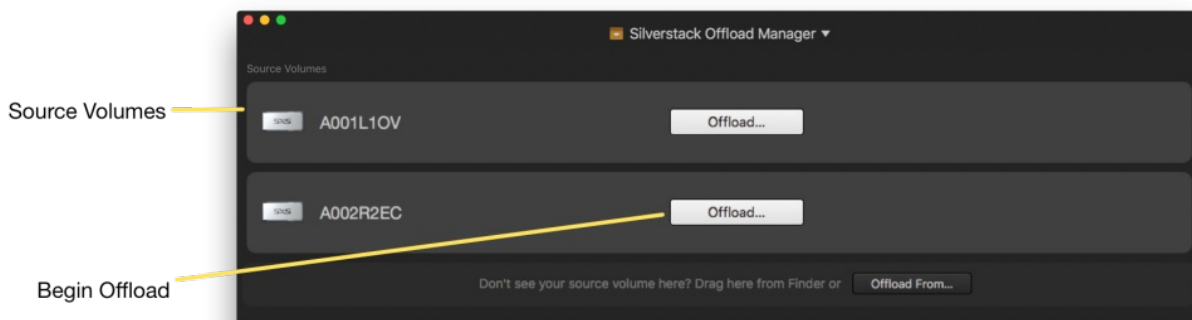 Silverstack Offload Manager
Source Volumes
Source Volumes
A001L1OV
Offload...
A002R2EC
Offload...
Begin Offload
Don't see your source volume here? Drag here from Finder or
Offload From...